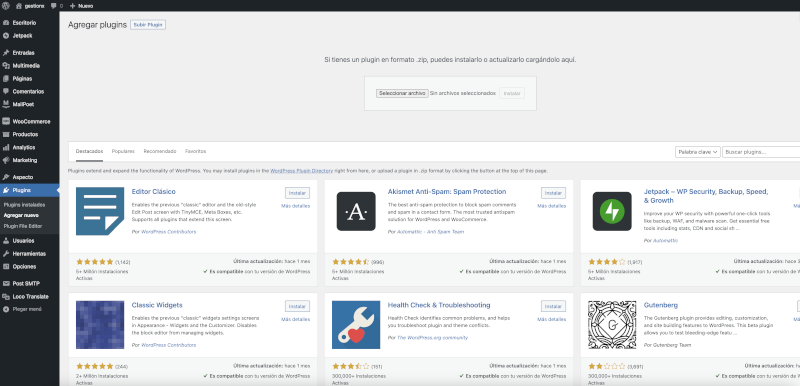 gestionx 0 + Nuevo
Escritorio
Jetpack
Entradas
Multimedia
Páginas
Comentarios
MailPoet
WooCommerce
Productos
Analytics
Marketing
Aspecto
Plugins
Plugins instalados
Agregar nuevo
Plugin File Editor
Usuarios
Herramientas
Opciones
Post SMTP
Loco Translate
Plegar menú
Agregar plugins Subir Plugin
Si tienes un plugin en formato .zip, puedes instalarlo o actualizarlo cargándolo aquí.
Seleccionar archivo Sin archivos seleccionados Instalar
Destacados Populares Recomendado Favoritos Palabra clave Buscar plugins...
Plugins extend and expand the functionality of WordPress. You may install plugins in the WordPress Plugin Directory right from here, or upload a plugin in .zip format by clicking the button at the top of this page.
Editor Clásico
Instalar
Más detalles
Enables the previous "classic" editor and the old-style
Edit Post screen with TinyMCE, Meta Boxes, etc.
Supports all plugins that extend this screen.
Por WordPress Contributors
(1,142)
5+ Millón Instalaciones
Activas
Última actualización: hace 1 mes
✓ Es compatible con tu versión de WordPress
Akismet Anti-Spam: Spam Protection
Instalar
Más detalles
The best anti-spam protection to block spam comments
and spam in a contact form. The most trusted antispam
solution for WordPress and WooCommerce.
Por Automattic - Anti Spam Team
(996)
5+ Millón Instalaciones
Activas
Última actualización: hace 1 mes
✓ Es compatible con tu versión de WordPress
Jetpack – WP Security, Backup, Speed,
& Growth
Improve your WP security with powerful one-click tools
like backup, WAF, and malware scan. Get essential free
tools including stats, CDN and social sh ...
Por Automattic
(1,917)
5+ Millón Instalaciones
Activas
Última actualización: hace 1
✓ Es compatible con tu versión de
Classic Widgets
Instalar
Más detalles
Enables the previous "classic" widgets settings screens
in Appearance - Widgets and the Customizer. Disables
the block editor from managing widgets.
Por WordPress Contributors
(244)
2+ Millón Instalaciones
Activas
Última actualización: hace 1 mes
✓ Es compatible con tu versión de WordPress
Health Check & Troubleshooting
Instalar
Más detalles
Health Check identifies common problems, and helps
you troubleshoot plugin and theme conflicts.
Por The WordPress.org community
(151)
300,000+ instalaciones
activas
Última actualización: hace 1 mes
✓ Es compatible con tu versión de WordPress
Gutenberg
The Gutenberg plugin provides editing, customization,
and site building features to WordPress. This beta plugin
allows you to test bleeding-edge featu ...
Por Gutenberg Team
(3,691)
300,000+ instalaciones
activas
Última actualización: hace
✓ Es compatible con tu versión de